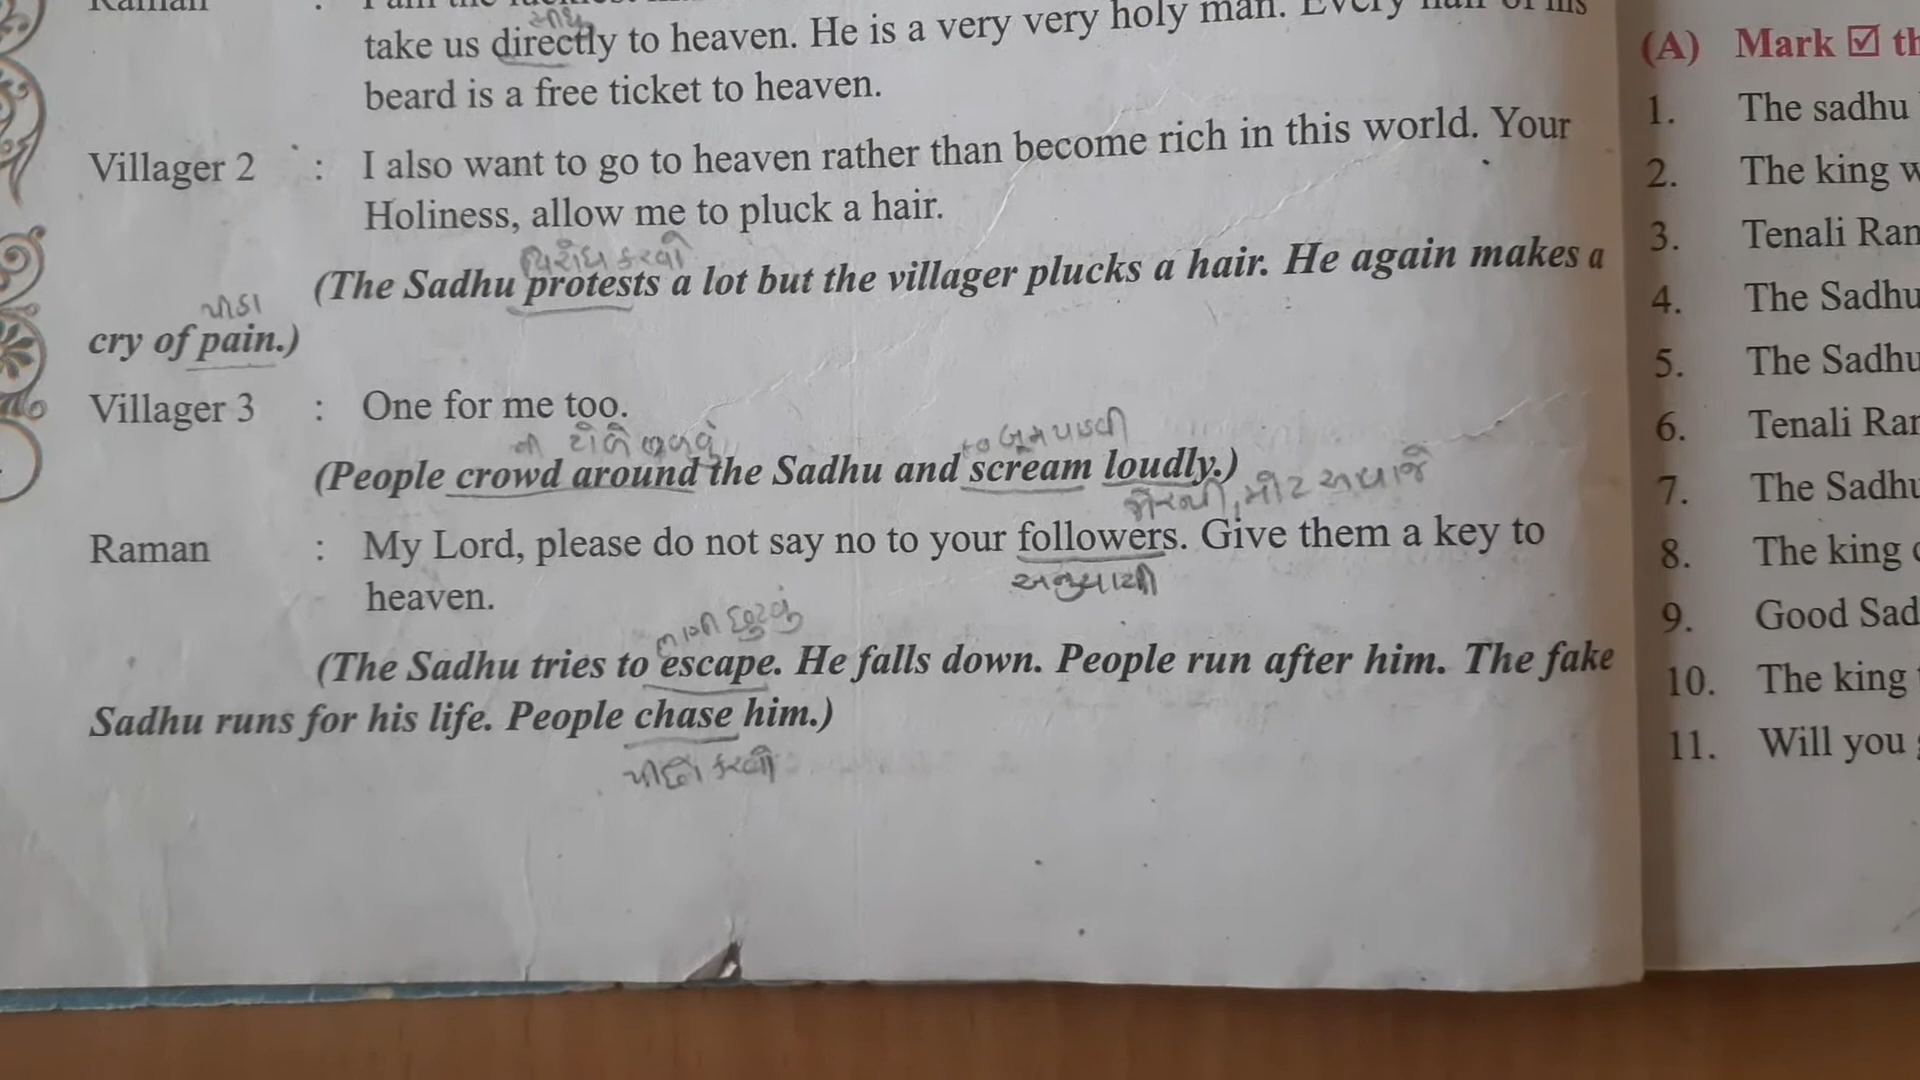 Raman :
take us directly to heaven. He is a very very holy man. Every hair of his
beard is a free ticket to heaven.
Villager 2 : I also want to go to heaven rather than become rich in this world. Your
Holiness, allow me to pluck a hair.
વિરોધ કરવો
(The Sadhu protests a lot but the villager plucks a hair. He again makes a
પીડા
cry of pain.)
Villager 3 : One for me too.
બુમ પાડવી
(People crowd around the Sadhu and scream loudly.)
Raman : My Lord, please do not say no to your followers. Give them a key to
અનુયાયી
heaven.
(The Sadhu tries to escape. He falls down. People run after him. The fake
Sadhu runs for his life. People chase him.)
પીછો કરવો
(A) Mark ☑
1. The sadhu
2. The king
3. Tenali
4. The Sadhu
5. The Sadhu
6. Tenali
7. The Sadhu
8. The king
9. Good
10. The king
11. Will you